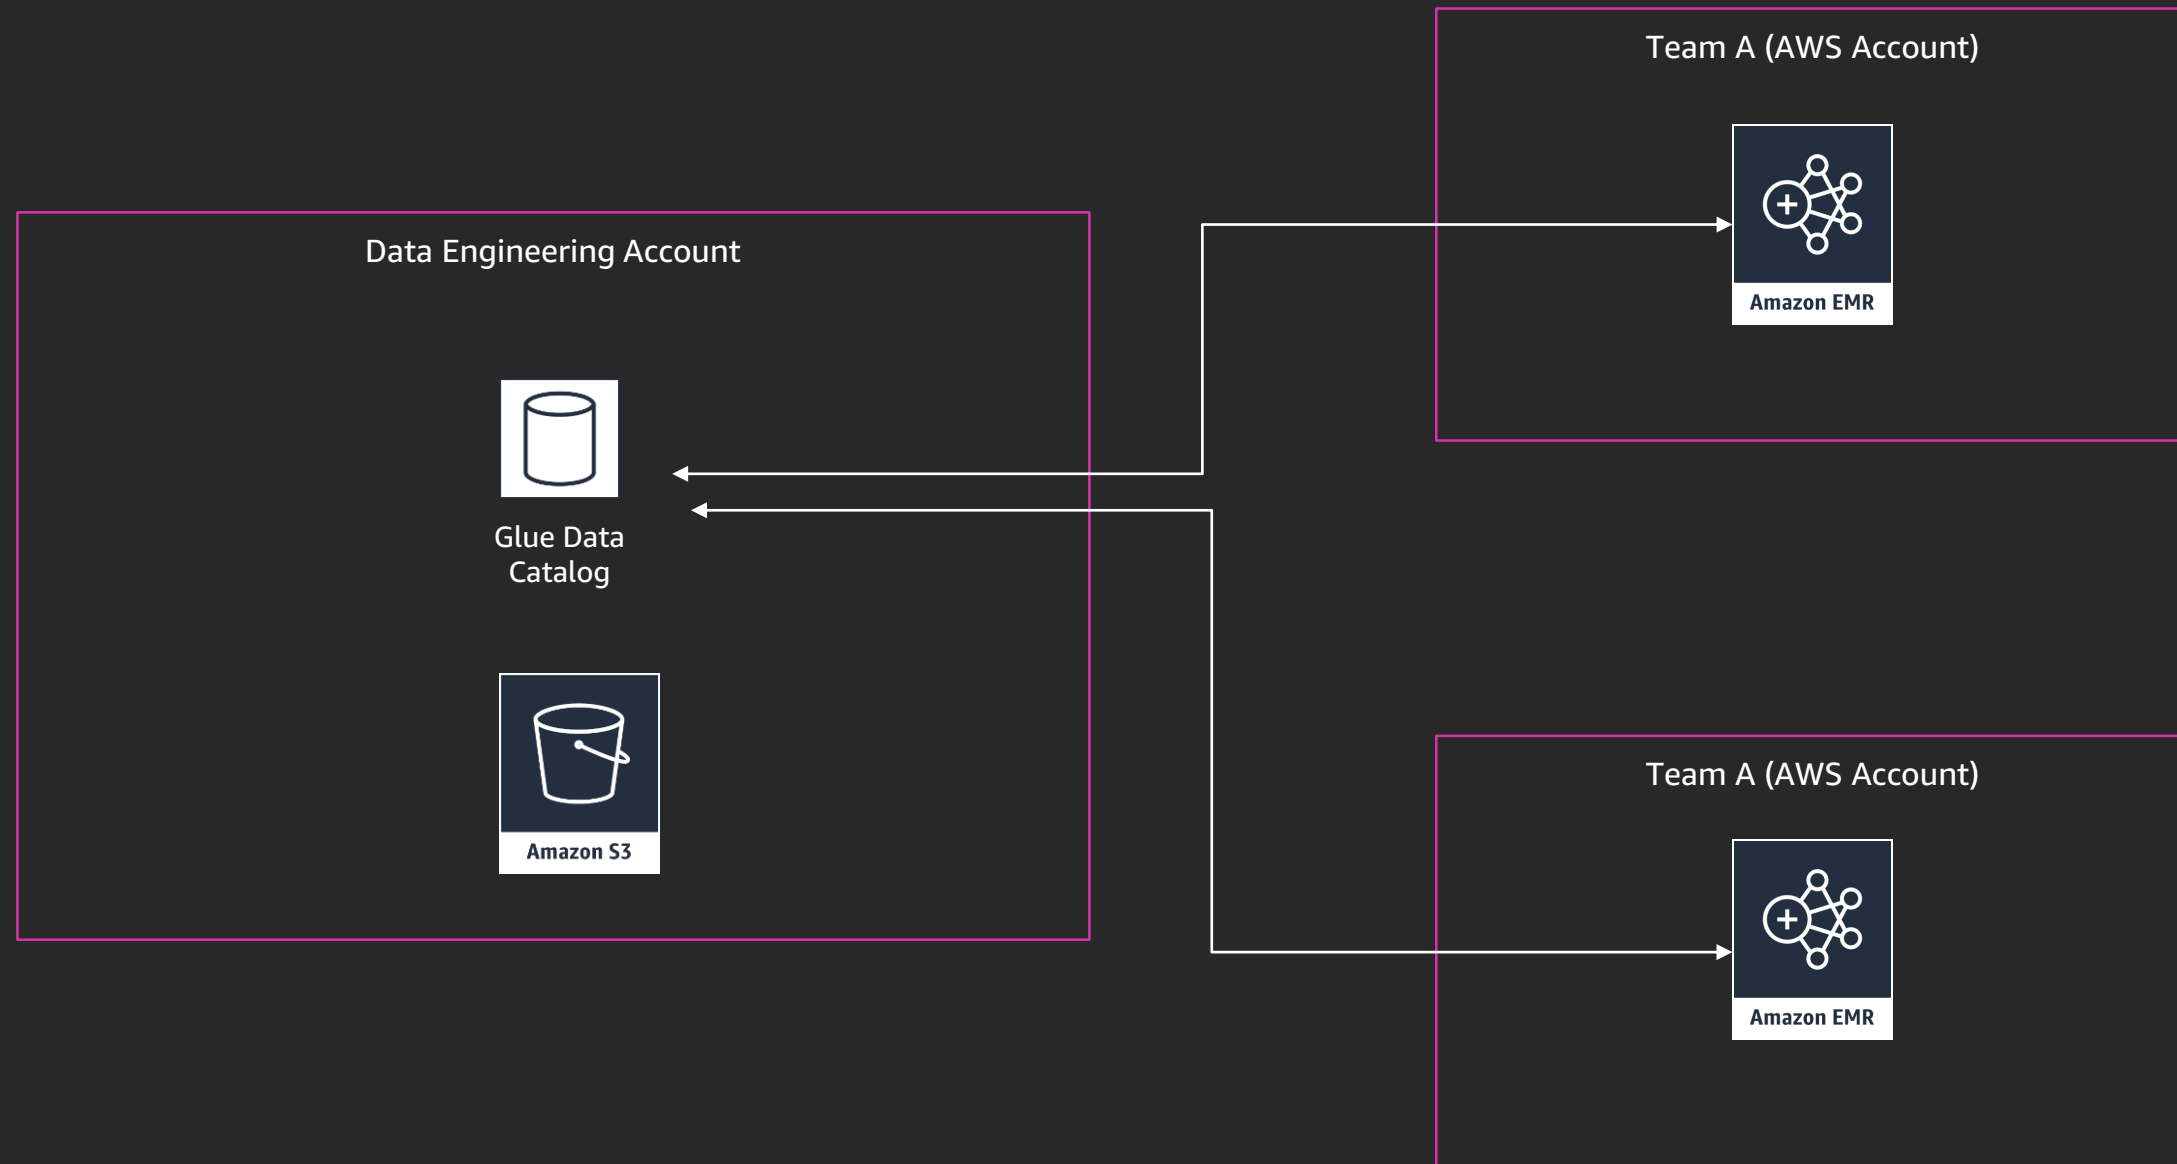 Team A (AWS Account)
Amazon EMR
Data Engineering Account
Glue Data
Catalog
Amazon S3
Team A (AWS Account)
Amazon EMR